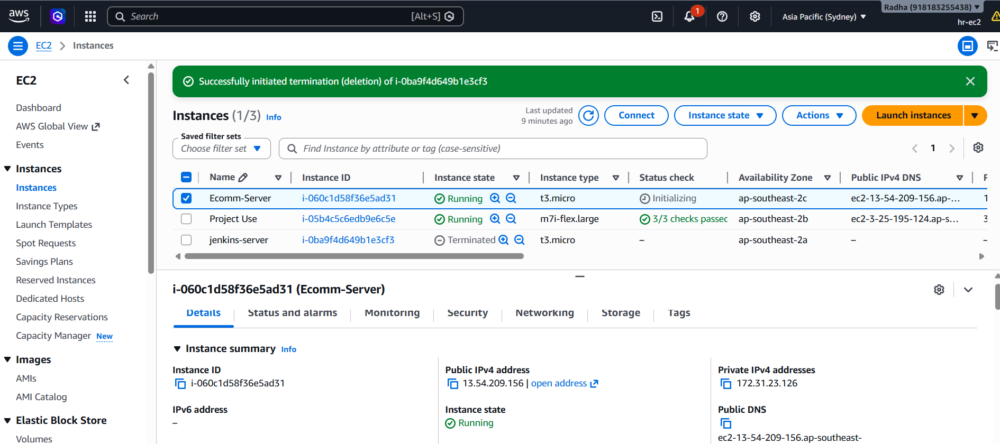 aws
Search [Alt+S]
1
Asia Pacific (Sydney)
Radha (918183255438)
hr-ec2
EC2 Instances
EC2
Dashboard
AWS Global View
Events
Instances
Instances
Instance Types
Launch Templates
Spot Requests
Savings Plans
Reserved Instances
Dedicated Hosts
Capacity Reservations
Capacity Manager New
Images
AMIs
AMI Catalog
Elastic Block Store
Volumes
Successfully initiated termination (deletion) of i-0ba9f4d649b1e3cf3
Instances (1/3) Info
Last updated
9 minutes ago
Connect
Instance state
Actions
Launch instances
Saved filter sets
Choose filter set
Find Instance by attribute or tag (case-sensitive)
1
Name Instance ID Instance state Instance type Status check Availability Zone Public IPv4 DNS
Ecomm-Server i-060c1d58f36e5ad31 Running t3.micro Initializing ap-southeast-2c ec2-13-54-209-156.ap-... 1
Project Use i-05b4c5c6edb9e6c5e Running m7i-flex.large 3/3 checks passed ap-southeast-2b ec2-3-25-195-124.ap-s... 3
jenkins-server i-0ba9f4d649b1e3cf3 Terminated t3.micro – ap-southeast-2a – –
i-060c1d58f36e5ad31 (Ecomm-Server)
Details Status and alarms Monitoring Security Networking Storage Tags
Instance summary Info
Instance ID
i-060c1d58f36e5ad31
Public IPv4 address
13.54.209.156 | open address
Private IPv4 addresses
172.31.23.126
IPv6 address
–
Instance state
Running
Public DNS
ec2-13-54-209-156.ap-southeast-